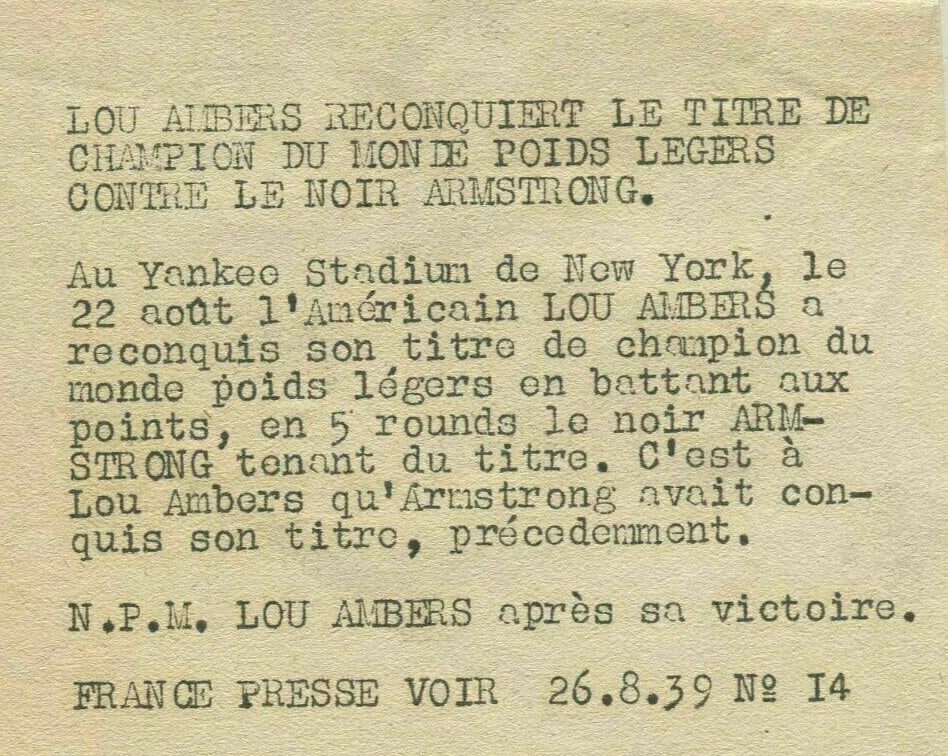 LOU AMBERS RECONQUIERT LE TITRE DE
CHAMPION DU MONDE POIDS LEGERS
CONTRE LE NOIR ARMSTRONG.
Au Yankee Stadium de New York, le
22 août l'Américain LOU AMBERS a
reconquis son titre de champion du
monde poids légers en battant aux
points, en 5 rounds le noir ARM-
STRONG tenant du titre. C'est à
Lou Ambers qu'Armstrong avait con-
quis son titre, précedemment.
N.P.M. LOU AMBERS après sa victoire.
FRANCE PRESSE VOIR 26.8.39 Nº I4